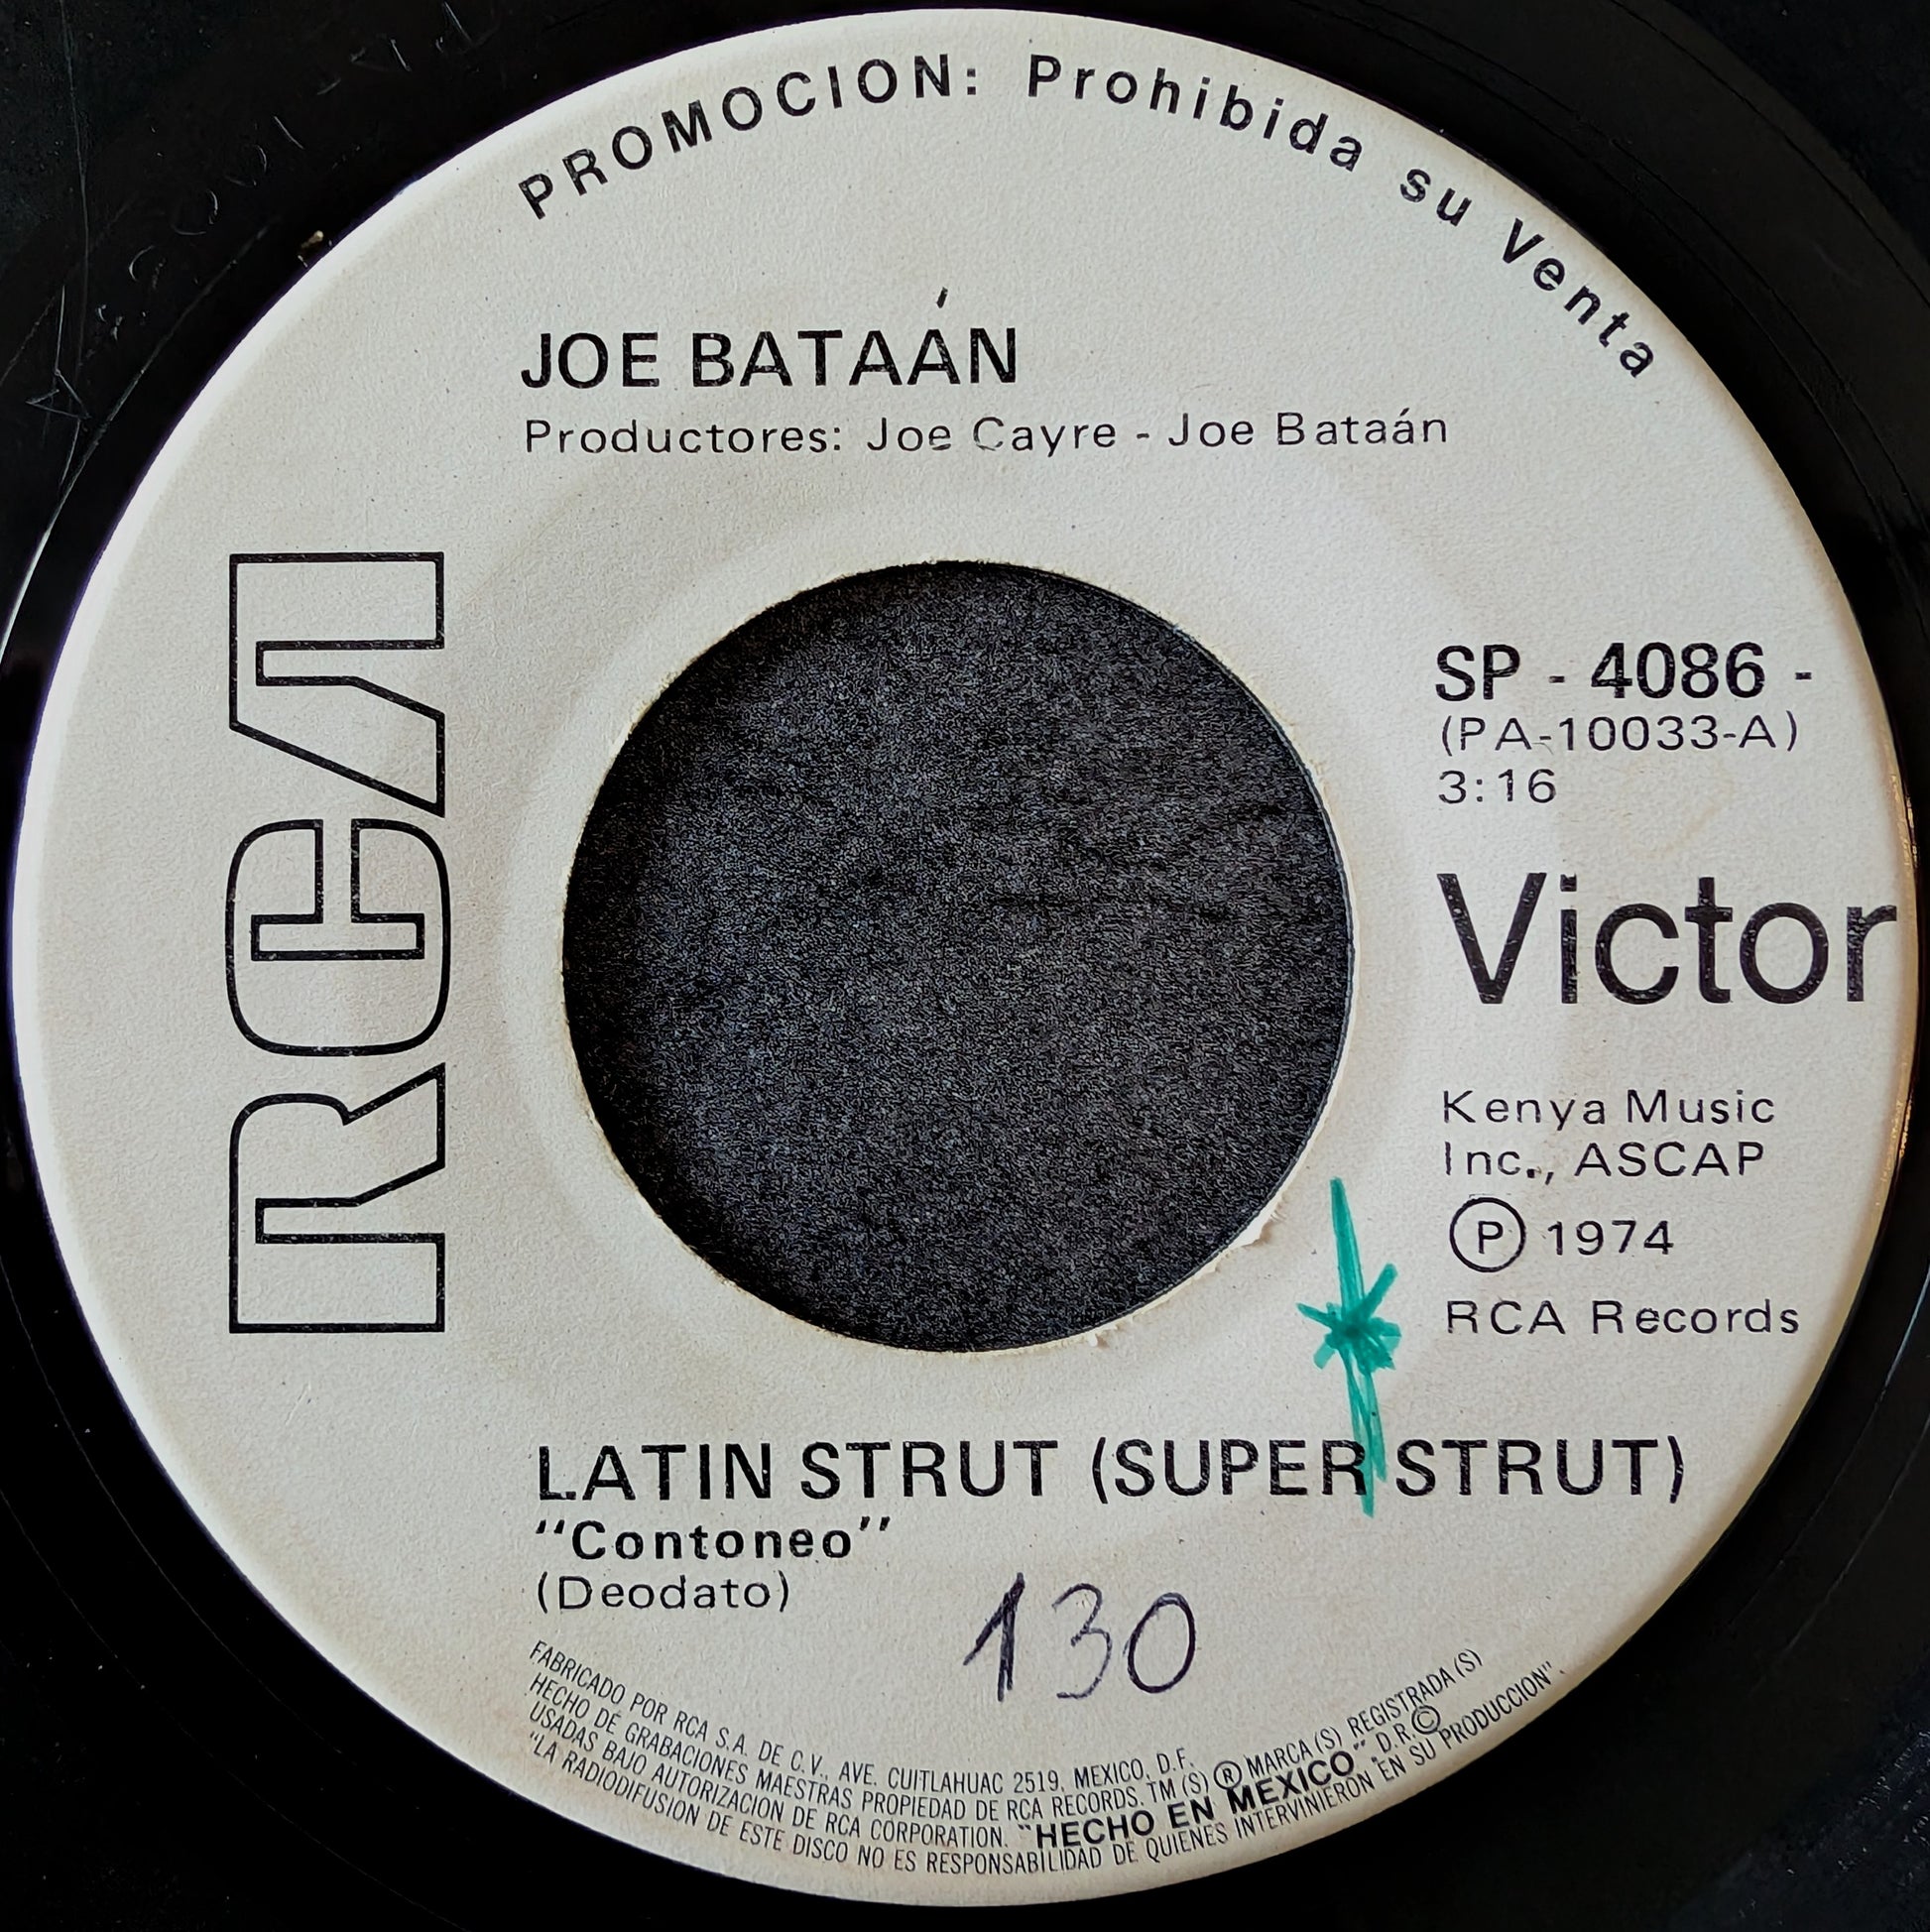 PROMOCION: Prohibida su Venta
JOE BATAÁN
Productores: Joe Cayre - Joe Bataán
RCA
SP - 4086 -
(PA-10033-A)
3:16
Victor
Kenya Music
Inc., ASCAP
Ⓟ 1974
RCA Records
LATIN STRUT (SUPER STRUT)
"Contoneo"
(Deodato)
130
FABRICADO POR RCA S.A. DE C.V., AVE. CUITLAHUAC 2519, MEXICO, D.F.
HECHO DE GRABACIONES MAESTRAS PROPIEDAD DE RCA RECORDS. TM (S) ® MARCA (S) REGISTRADA (S)
USADAS BAJO AUTORIZACION DE RCA CORPORATION. "HECHO EN MEXICO". D.R. ©
"LA RADIODIFUSION DE ESTE DISCO NO ES RESPONSABILIDAD DE QUIENES INTERVINIERON EN SU PRODUCCION".